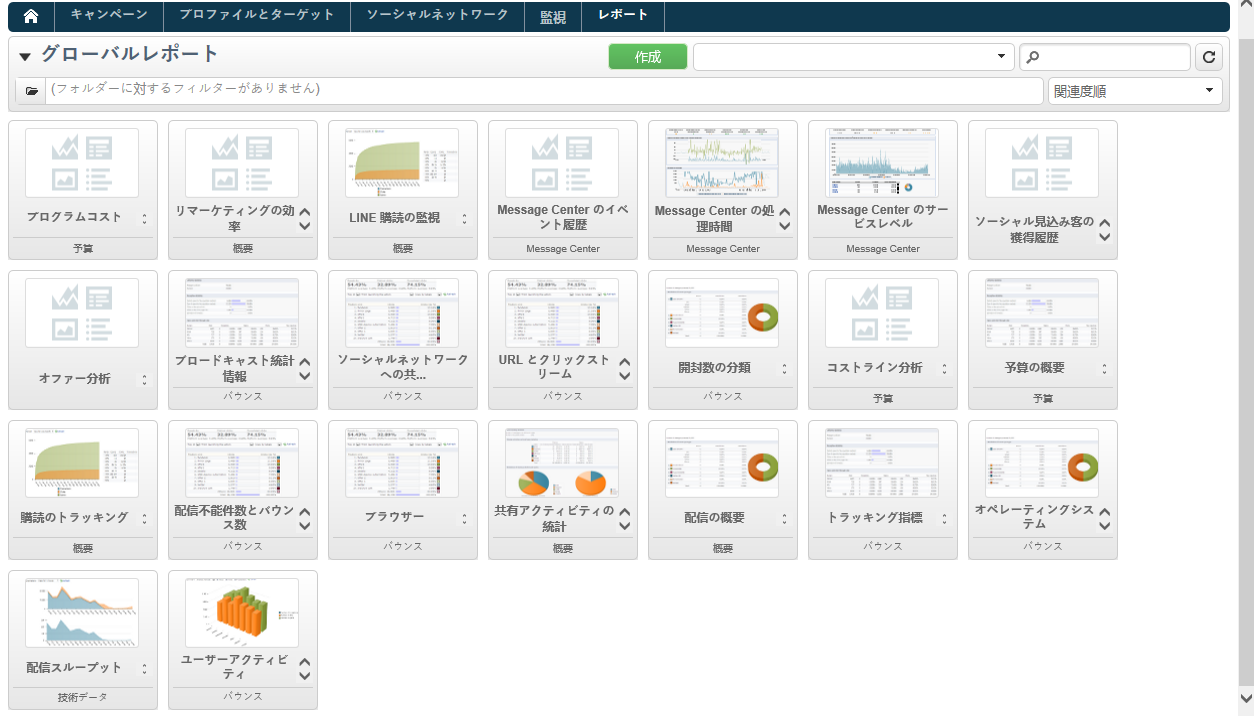 キャンペーン プロファイルとターゲット ソーシャルネットワーク 監視 レポート
グローバルレポート 作成
(フォルダーに対するフィルターがありません) 関連度順
プログラムコスト
予算
リマーケティングの効
率
概要
LINE 購読の監視
概要
Message Center のイベ
ント履歴
Message Center
Message Center の処
理時間
Message Center
Message Center のサー
ビスレベル
Message Center
ソーシャル見込み客の
獲得履歴
オファー分析
ブロードキャスト統計
情報
バウンス
ソーシャルネットワーク
への共...
バウンス
URL とクリックスト
リーム
バウンス
開封数の分類
バウンス
コストライン分析
予算
予算の概要
予算
購読のトラッキング
概要
配信不能件数とバウン
ス数
バウンス
ブラウザー
バウンス
共有アクティビティの
統計
概要
配信の概要
概要
トラッキング指標
バウンス
オペレーティングシス
テム
バウンス
配信スループット
技術データ
ユーザーアクティビ
ティ
バウンス